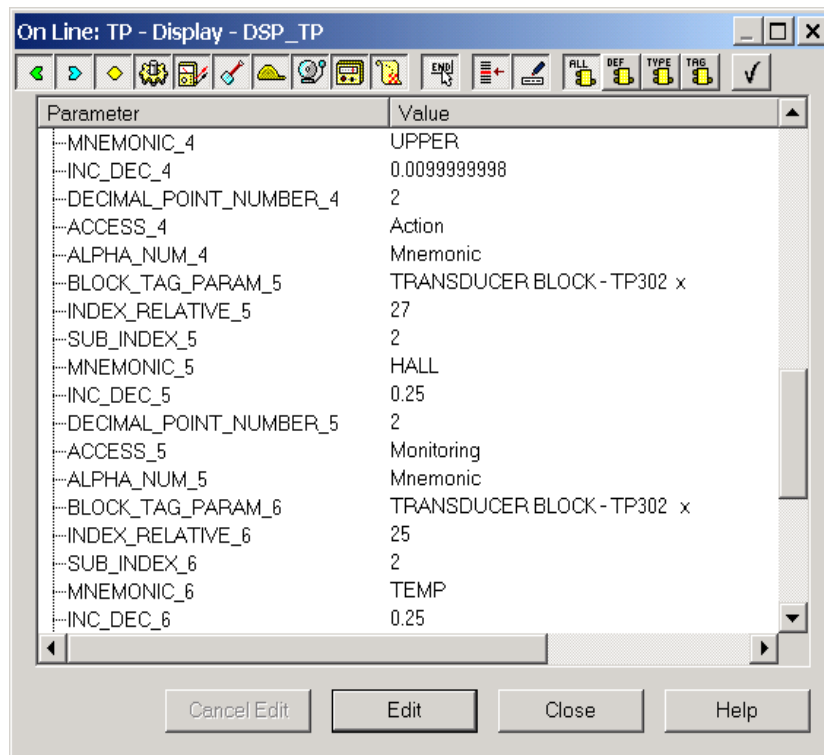 On Line: TP - Display - DSP_TP
END ALL DEF TYPE TAG
Parameter Value
MNEMONIC_4 UPPER
INC_DEC_4 0.0099999998
DECIMAL_POINT_NUMBER_4 2
ACCESS_4 Action
ALPHA_NUM_4 Mnemonic
BLOCK_TAG_PARAM_5 TRANSDUCER BLOCK - TP302 x
INDEX_RELATIVE_5 27
SUB_INDEX_5 2
MNEMONIC_5 HALL
INC_DEC_5 0.25
DECIMAL_POINT_NUMBER_5 2
ACCESS_5 Monitoring
ALPHA_NUM_5 Mnemonic
BLOCK_TAG_PARAM_6 TRANSDUCER BLOCK - TP302 x
INDEX_RELATIVE_6 25
SUB_INDEX_6 2
MNEMONIC_6 TEMP
INC_DEC_6 0.25
Cancel Edit Edit Close Help